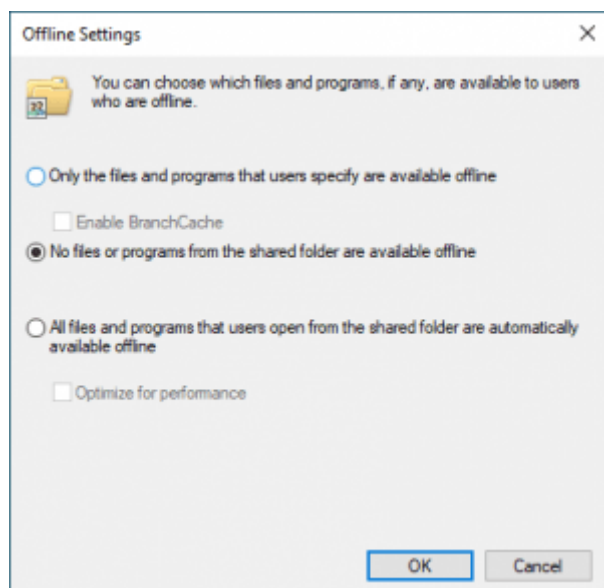 Offline Settings
You can choose which files and programs, if any, are available to users
who are offline.
Only the files and programs that users specify are available offline
Enable BranchCache
No files or programs from the shared folder are available offline
All files and programs that users open from the shared folder are automatically
available offline
Optimize for performance
OK
Cancel